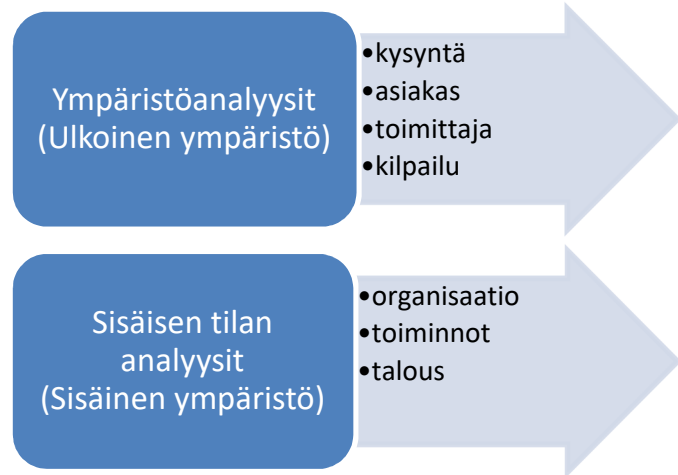 Ympäristöanalyysit
(Ulkoinen ympäristö)
•kysyntä
•asiakas
•toimittaja
•kilpailu
Sisäisen tilan
analyysit
(Sisäinen ympäristö)
•organisaatio
•toiminnot
•talous